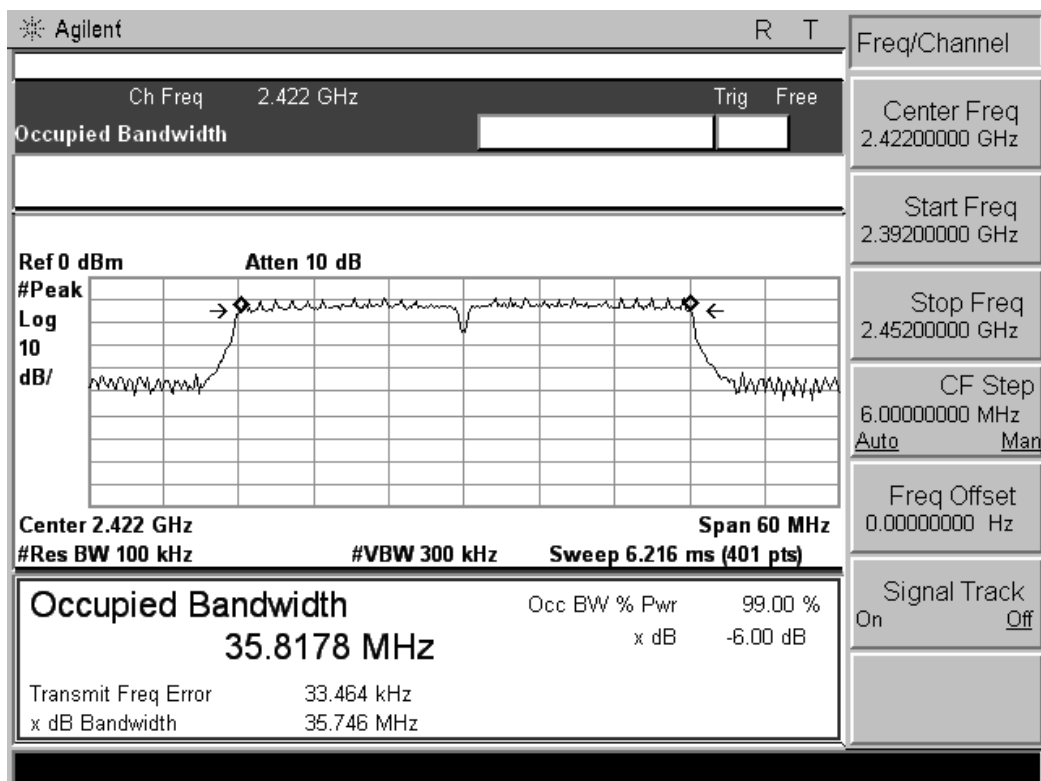 Agilent R T
Freq/Channel
Ch Freq 2.422 GHz Trig Free
Occupied Bandwidth
Center Freq
2.42200000 GHz
Start Freq
2.39200000 GHz
Stop Freq
2.45200000 GHz
CF Step
6.00000000 MHz
Auto Man
Freq Offset
0.00000000 Hz
Signal Track
On Off
Ref 0 dBm Atten 10 dB
#Peak
Log
10
dB/
Center 2.422 GHz Span 60 MHz
#Res BW 100 kHz #VBW 300 kHz Sweep 6.216 ms (401 pts)
Occupied Bandwidth Occ BW % Pwr 99.00 %
35.8178 MHz x dB -6.00 dB
Transmit Freq Error 33.464 kHz
x dB Bandwidth 35.746 MHz